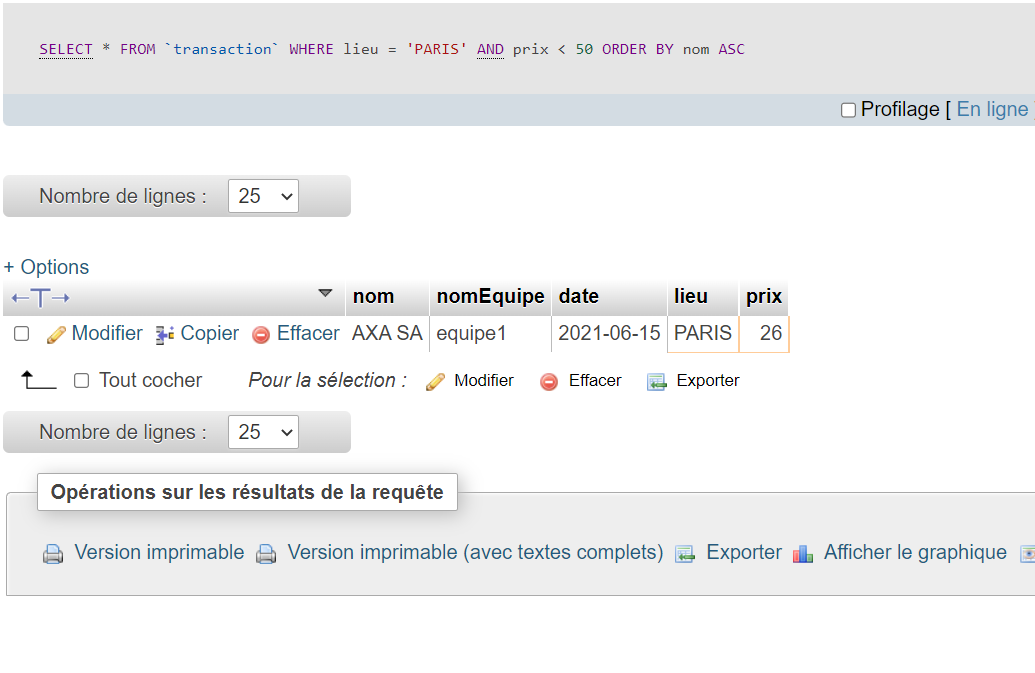 SELECT * FROM `transaction` WHERE lieu = 'PARIS' AND prix < 50 ORDER BY nom ASC
Profilage [ En ligne
Nombre de lignes : 25
+ Options
←T→ nom nomEquipe date lieu prix
Modifier Copier Effacer AXA SA equipe1 2021-06-15 PARIS 26
Tout cocher Pour la sélection : Modifier Effacer Exporter
Nombre de lignes : 25
Opérations sur les résultats de la requête
Version imprimable Version imprimable (avec textes complets) Exporter Afficher le graphique